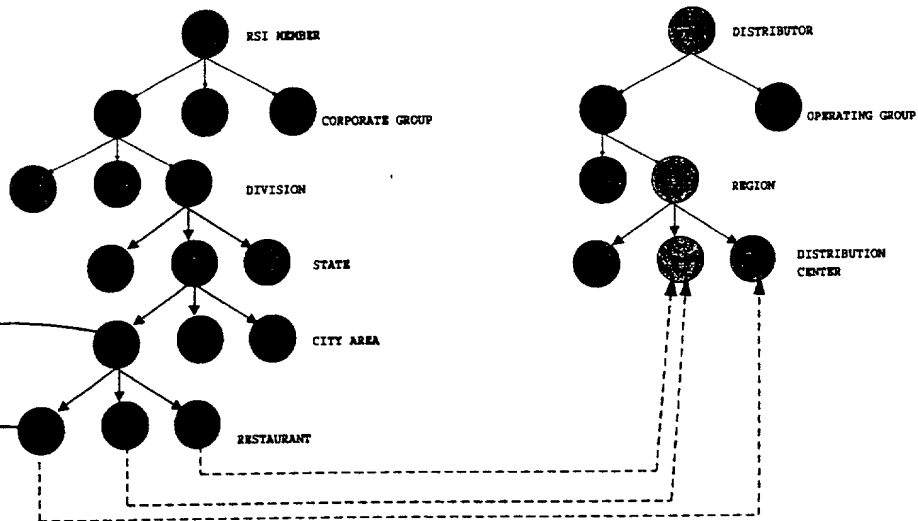 RSI MEMBER
DISTRIBUTOR
CORPORATE GROUP
OPERATING GROUP
DIVISION
REGION
STATE
DISTRIBUTION
CENTER
CITY AREA
RESTAURANT